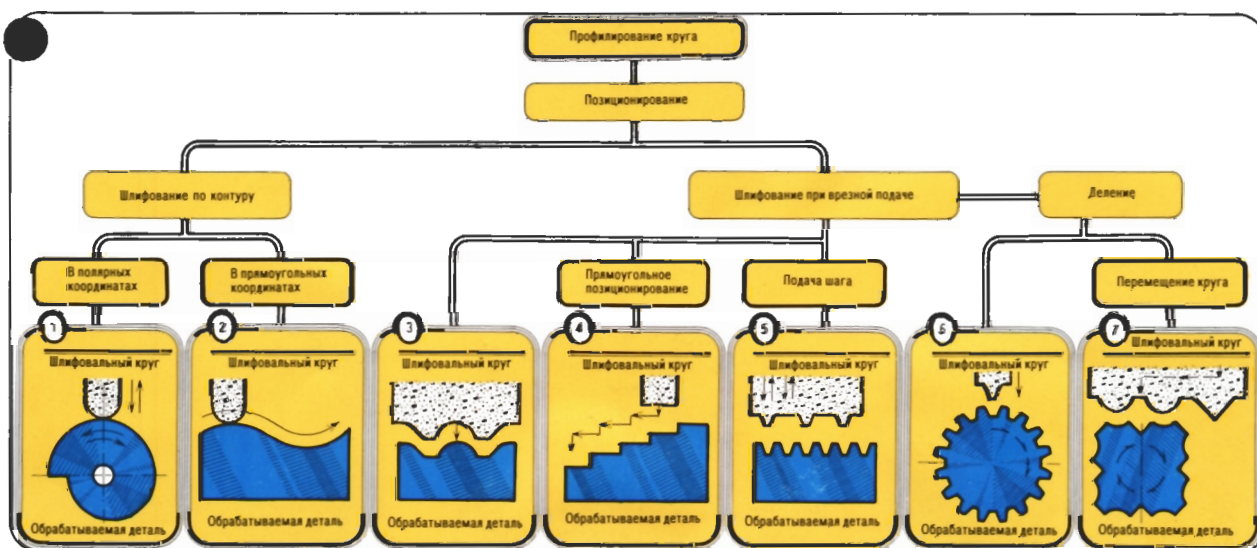 Профилирование круга
Позиционирование
Шлифование по контуру
Шлифование при врезной подаче
Деление
В полярных
координатах
В прямоугольных
координатах
Прямоугольное
позиционирование
Подача шага
Перемещение круга
1
2
3
4
5
6
7
Шлифовальный круг
Шлифовальный круг
Шлифовальный круг
Шлифовальный круг
Шлифовальный круг
Шлифовальный круг
Шлифовальный круг
Обрабатываемая деталь
Обрабатываемая деталь
Обрабатываемая деталь
Обрабатываемая деталь
Обрабатываемая деталь
Обрабатываемая деталь
Обрабатываемая деталь